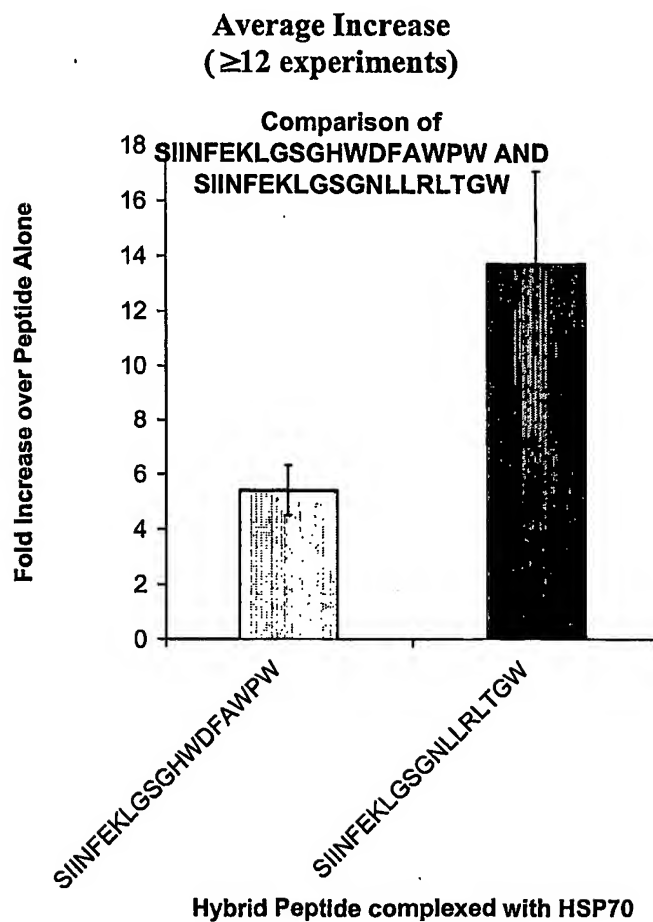 Average Increase
(≥12 experiments)
Comparison of
SIINFEKLGSGHWDFAWPW AND
SIINFEKLGSGNLLRLTGW
Fold Increase over Peptide Alone
18
16
14
12
10
8
6
4
2
0
SIINFEKLGSGHWDFAWPW
SIINFEKLGSGNLLRLTGW
Hybrid Peptide complexed with HSP70